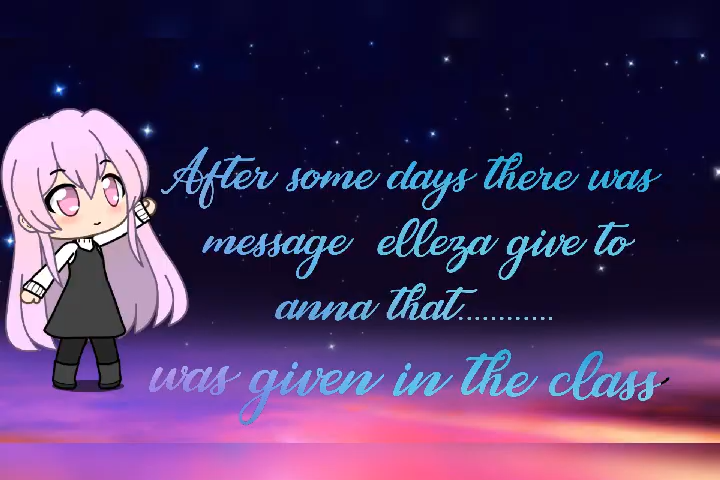 After some days there was
message elleza give to
anna that............
was given in the class